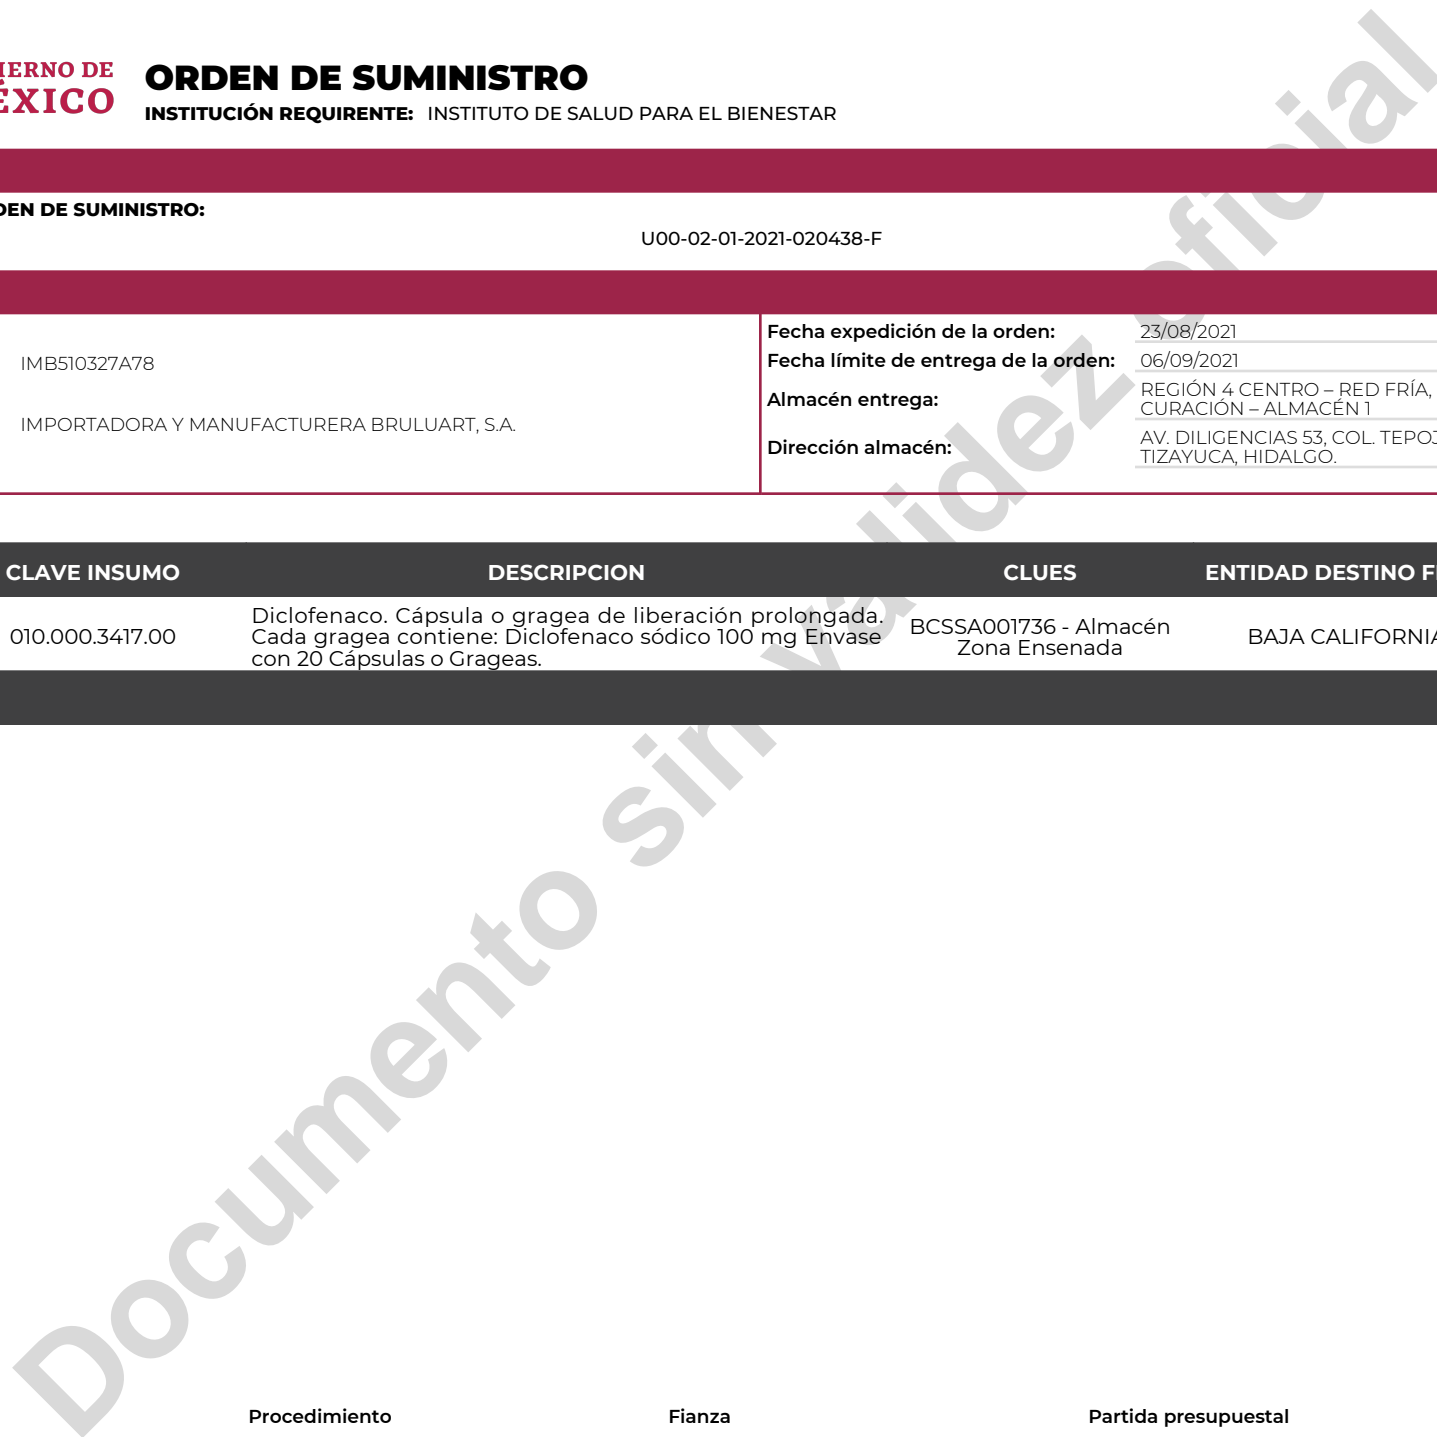 ORDEN DE SUMINISTRO
INSTITUCIÓN REQUIRENTE: INSTITUTO DE SALUD PARA EL BIENESTAR
IERNO DE
ÉXICO
DEN DE SUMINISTRO:
U00-02-01-2021-020438-F
IMB510327A78
IMPORTADORA Y MANUFACTURERA BRULUART, S.A.
Fecha expedición de la orden: 23/08/2021
Fecha límite de entrega de la orden: 06/09/2021
Almacén entrega: REGIÓN 4 CENTRO – RED FRÍA,
CURACIÓN – ALMACÉN 1
Dirección almacén: AV. DILIGENCIAS 53, COL. TEPOJ
TIZAYUCA, HIDALGO.
CLAVE INSUMO DESCRIPCION CLUES ENTIDAD DESTINO F
010.000.3417.00
Diclofenaco. Cápsula o gragea de liberación prolongada.
Cada gragea contiene: Diclofenaco sódico 100 mg Envase
con 20 Cápsulas o Grageas.
BCSSA001736 - Almacén
Zona Ensenada
BAJA CALIFORNIA
Documento sin validez oficial
Procedimiento Fianza Partida presupuestal